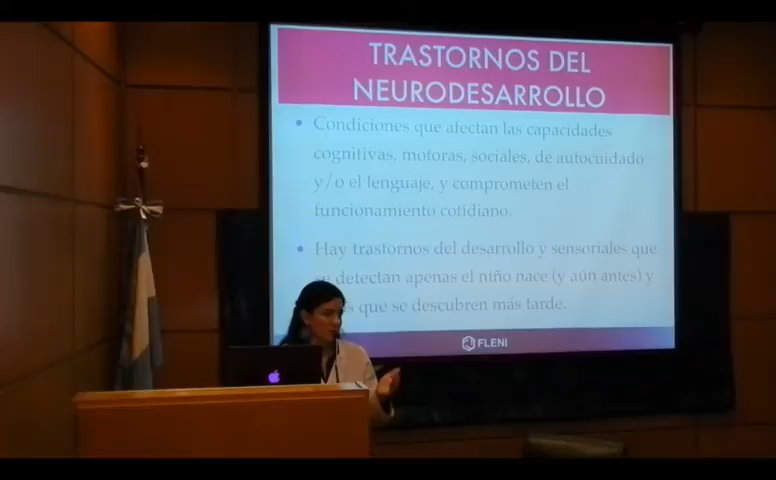 TRASTORNOS DEL
NEURODESARROLLO
• Condiciones que afectan las capacidades
cognitivas, motoras, sociales, de autocuidado
y/o el lenguaje, y comprometen el
funcionamiento cotidiano.
• Hay trastornos del desarrollo y sensoriales que
se detectan apenas el niño nace (y aún antes) y
que se descubren más tarde.
FLENI